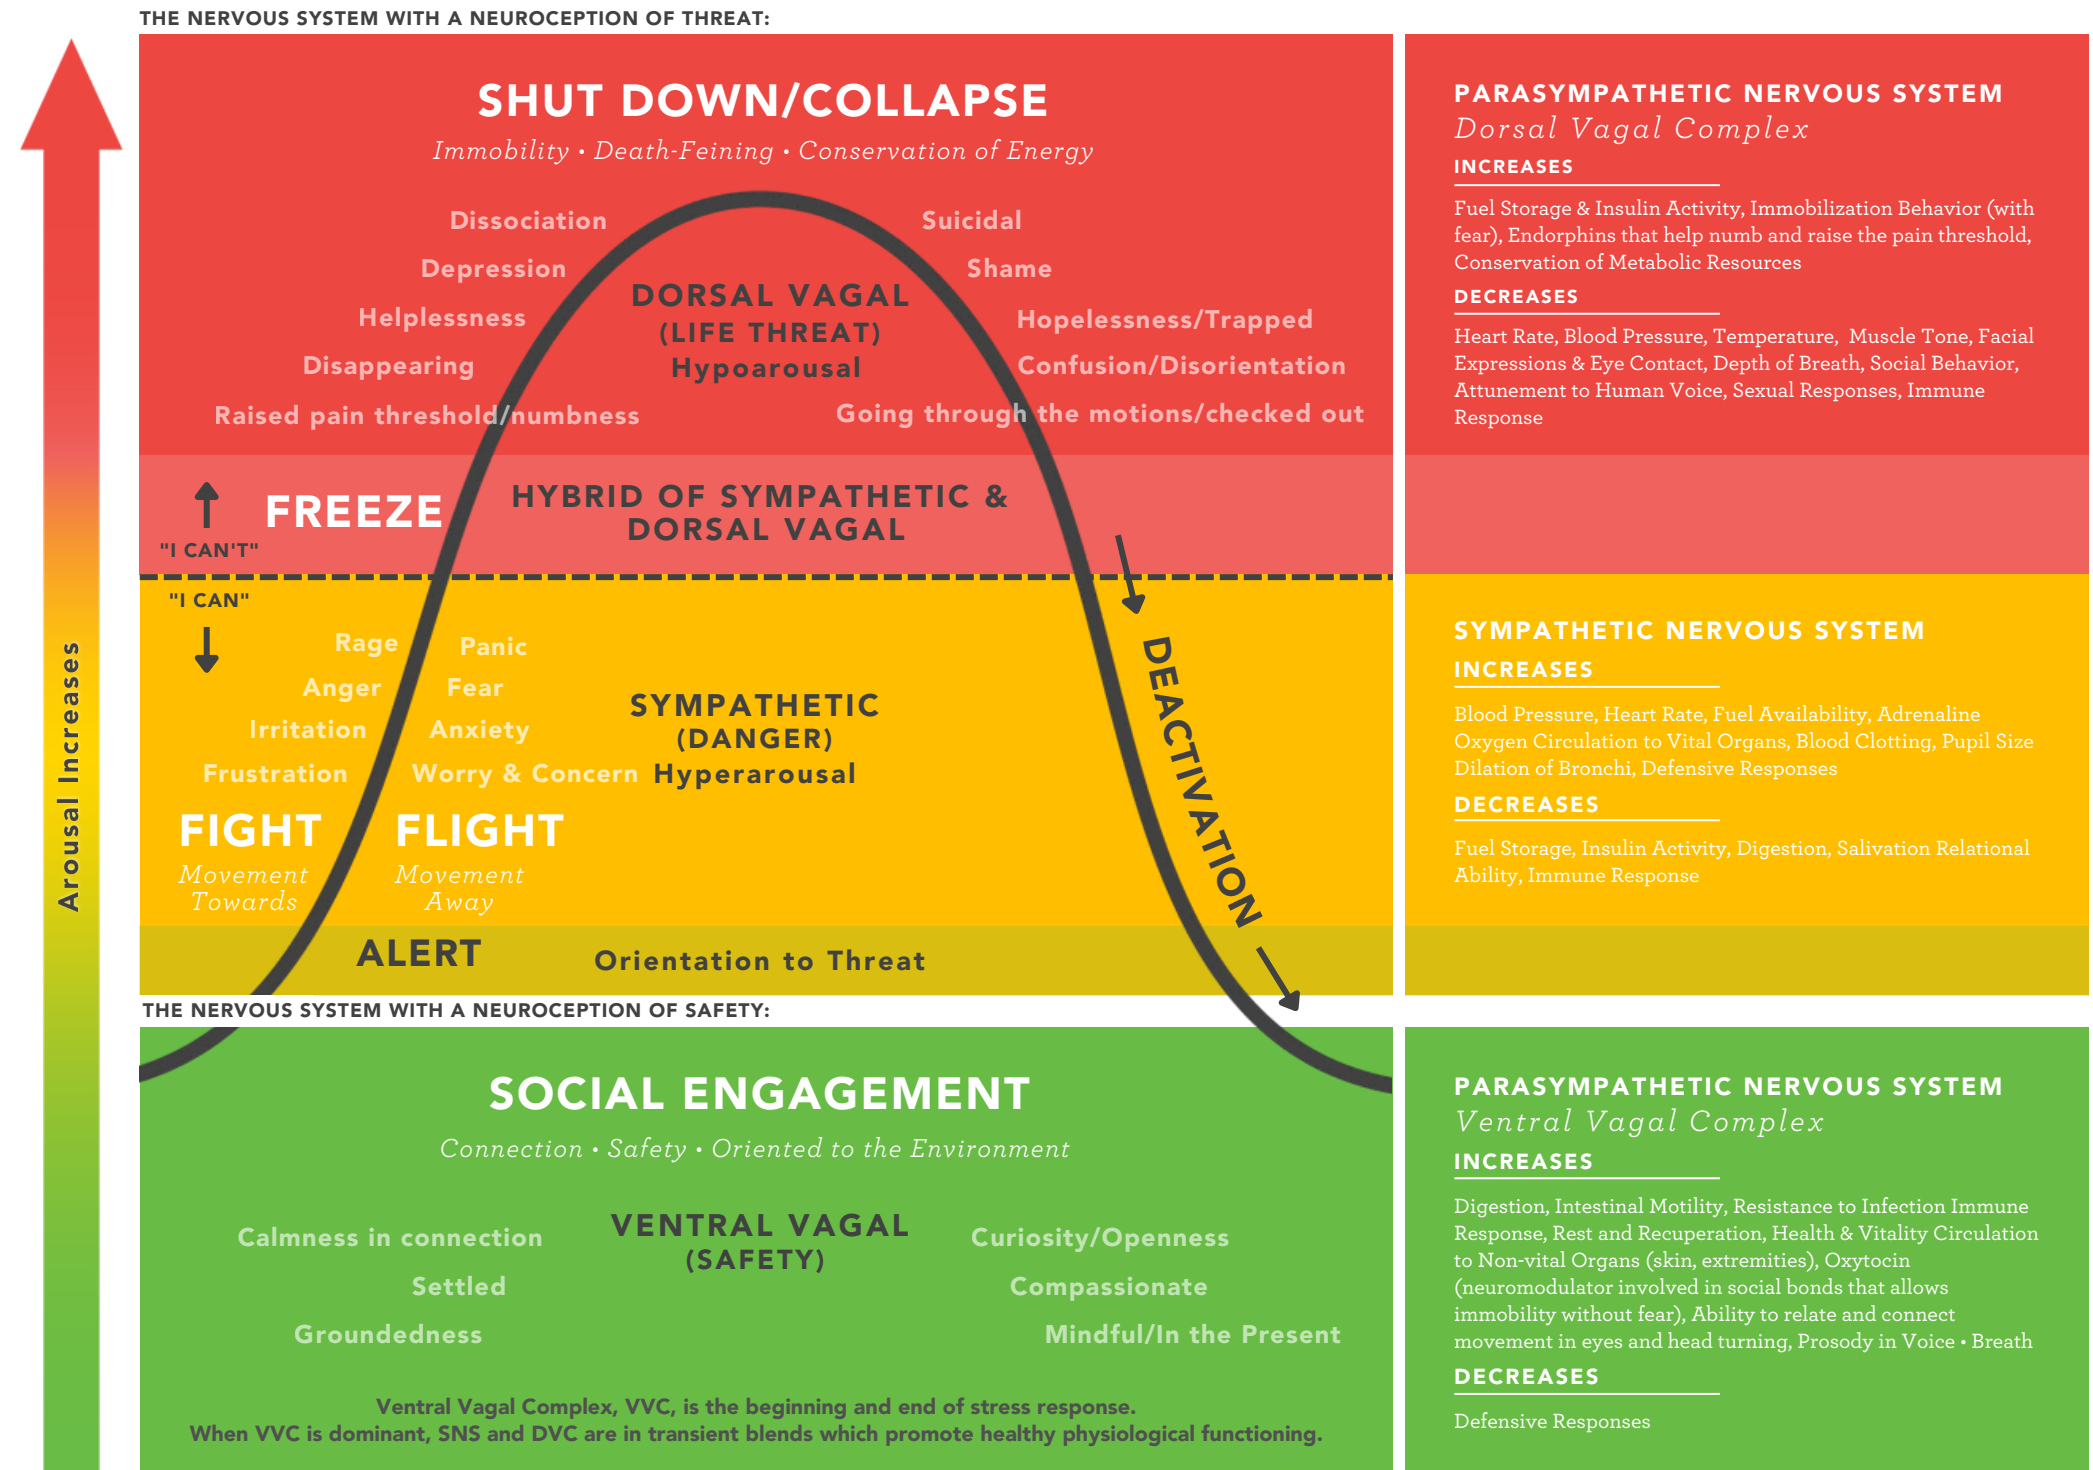 THE NERVOUS SYSTEM WITH A NEUROCEPTION OF THREAT:
SHUT DOWN/COLLAPSE
Immobility • Death-Feining • Conservation of Energy
Dissociation
Depression
Helplessness
Disappearing
Raised pain threshold/numbness
DORSAL VAGAL
(LIFE THREAT)
Hypoarousal
Suicidal
Shame
Hopelessness/Trapped
Confusion/Disorientation
Going through the motions/checked out
PARASYMPATHETIC NERVOUS SYSTEM
Dorsal Vagal Complex
INCREASES
Fuel Storage & Insulin Activity, Immobilization Behavior (with
fear), Endorphins that help numb and raise the pain threshold,
Conservation of Metabolic Resources
DECREASES
Heart Rate, Blood Pressure, Temperature, Muscle Tone, Facial
Expressions & Eye Contact, Depth of Breath, Social Behavior,
Attunement to Human Voice, Sexual Responses, Immune
Response
FREEZE
"I CAN'T"
HYBRID OF SYMPATHETIC &
DORSAL VAGAL
"I CAN"
Rage
Anger
Irritation
Frustration
FIGHT
Movement
Towards
Panic
Fear
Anxiety
Worry & Concern
FLIGHT
Movement
Away
SYMPATHETIC
(DANGER)
Hyperarousal
DEACTIVATION
Arousal Increases
SYMPATHETIC NERVOUS SYSTEM
INCREASES
Blood Pressure, Heart Rate, Fuel Availability, Adrenaline
Oxygen Circulation to Vital Organs, Blood Clotting, Pupil Size
Dilation of Bronchi, Defensive Responses
DECREASES
Fuel Storage, Insulin Activity, Digestion, Salivation Relational
Ability, Immune Response
ALERT
Orientation to Threat
THE NERVOUS SYSTEM WITH A NEUROCEPTION OF SAFETY:
SOCIAL ENGAGEMENT
Connection • Safety • Oriented to the Environment
Calmness in connection
Settled
Groundedness
VENTRAL VAGAL
(SAFETY)
Curiosity/Openness
Compassionate
Mindful/In the Present
Ventral Vagal Complex, VVC, is the beginning and end of stress response.
When VVC is dominant, SNS and DVC are in transient blends which promote healthy physiological functioning.
PARASYMPATHETIC NERVOUS SYSTEM
Ventral Vagal Complex
INCREASES
Digestion, Intestinal Motility, Resistance to Infection Immune
Response, Rest and Recuperation, Health & Vitality Circulation
to Non-vital Organs (skin, extremities), Oxytocin
(neuromodulator involved in social bonds that allows
immobility without fear), Ability to relate and connect
movement in eyes and head turning, Prosody in Voice • Breath
DECREASES
Defensive Responses